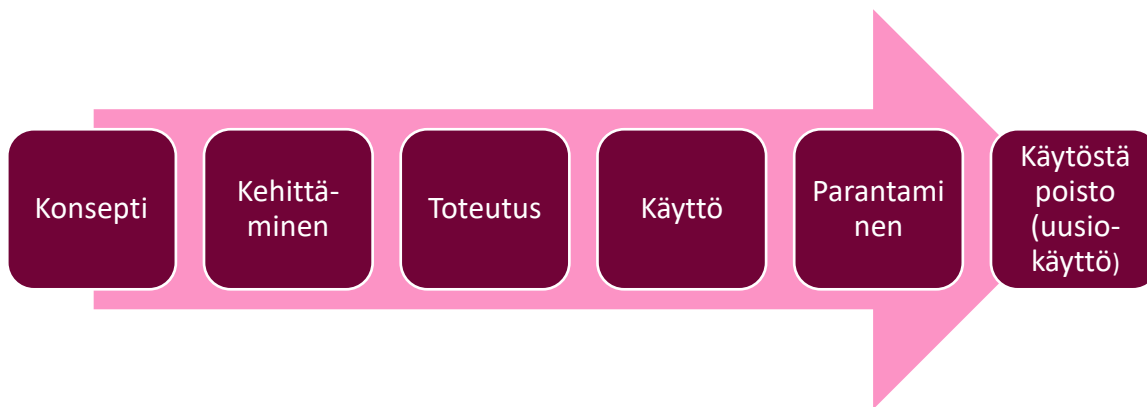 Konsepti
Kehittä-
minen
Toteutus
Käyttö
Parantami
nen
Käytöstä
poisto
(uusio-
käyttö)